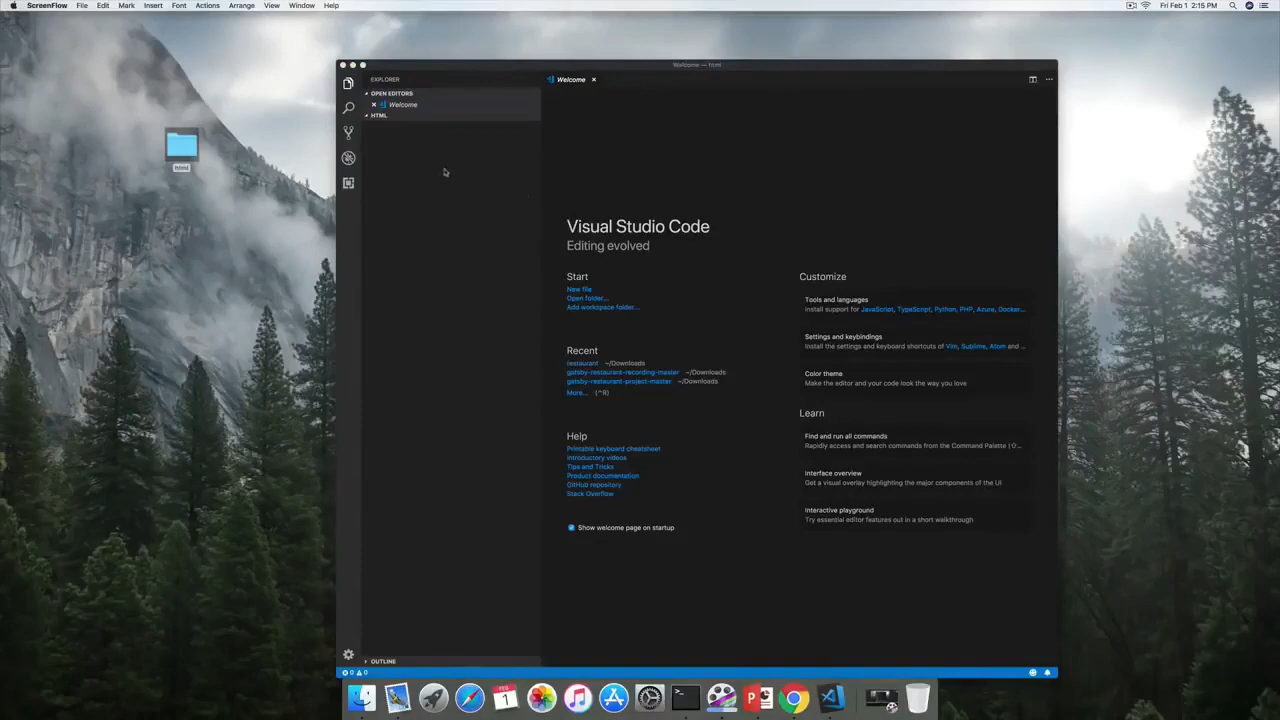 ScreenFlow File Edit Mark Insert Font Actions Arrange View Window Help
Fri Feb 1 2:15 PM
html
Welcome — html
EXPLORER
OPEN EDITORS
Welcome
HTML
OUTLINE
0 0
Welcome
Visual Studio Code
Editing evolved
Start
New file
Open folder...
Add workspace folder...
Recent
restaurant ~/Downloads
gatsby-restaurant-recording-master ~/Downloads
gatsby-restaurant-project-master ~/Downloads
More... (^R)
Help
Printable keyboard cheatsheet
Introductory videos
Tips and Tricks
Product documentation
GitHub repository
Stack Overflow
Show welcome page on startup
Customize
Tools and languages
Install support for JavaScript, TypeScript, Python, PHP, Azure, Docker...
Settings and keybindings
Install the settings and keyboard shortcuts of Vim, Sublime, Atom and ...
Color theme
Make the editor and your code look the way you love
Learn
Find and run all commands
Rapidly access and search commands from the Command Palette (⇧...
Interface overview
Get a visual overlay highlighting the major components of the UI
Interactive playground
Try essential editor features out in a short walkthrough
FEB
1